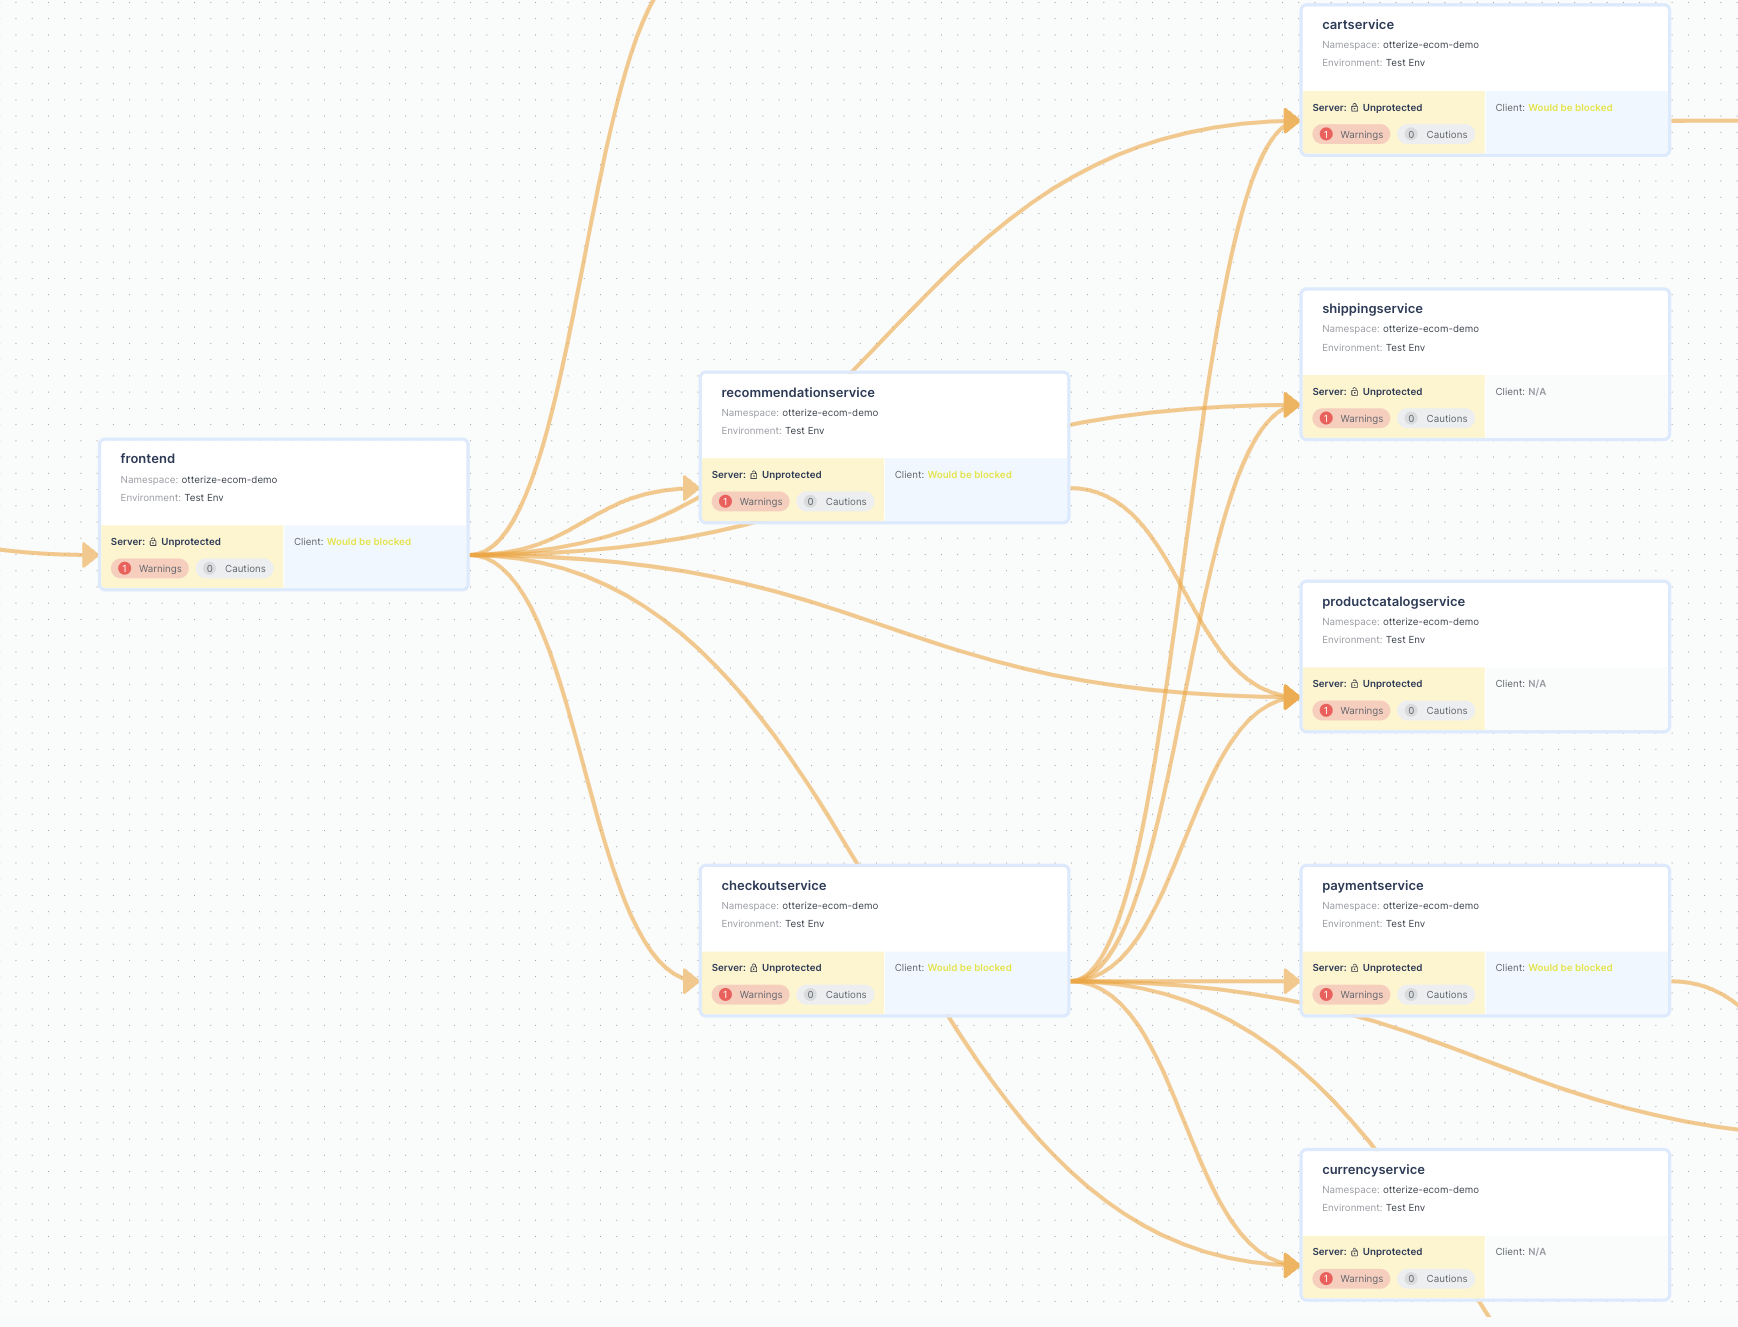 cartservice
Namespace: otterize-ecom-demo
Environment: Test Env
Server: Unprotected
Client: Would be blocked
1 Warnings
0 Cautions
shippingservice
Namespace: otterize-ecom-demo
Environment: Test Env
Server: Unprotected
Client: N/A
1 Warnings
0 Cautions
recommendationservice
Namespace: otterize-ecom-demo
Environment: Test Env
Server: Unprotected
Client: Would be blocked
1 Warnings
0 Cautions
frontend
Namespace: otterize-ecom-demo
Environment: Test Env
Server: Unprotected
Client: Would be blocked
1 Warnings
0 Cautions
productcatalogservice
Namespace: otterize-ecom-demo
Environment: Test Env
Server: Unprotected
Client: N/A
1 Warnings
0 Cautions
checkoutservice
Namespace: otterize-ecom-demo
Environment: Test Env
Server: Unprotected
Client: Would be blocked
1 Warnings
0 Cautions
paymentservice
Namespace: otterize-ecom-demo
Environment: Test Env
Server: Unprotected
Client: Would be blocked
1 Warnings
0 Cautions
currencyservice
Namespace: otterize-ecom-demo
Environment: Test Env
Server: Unprotected
Client: N/A
1 Warnings
0 Cautions